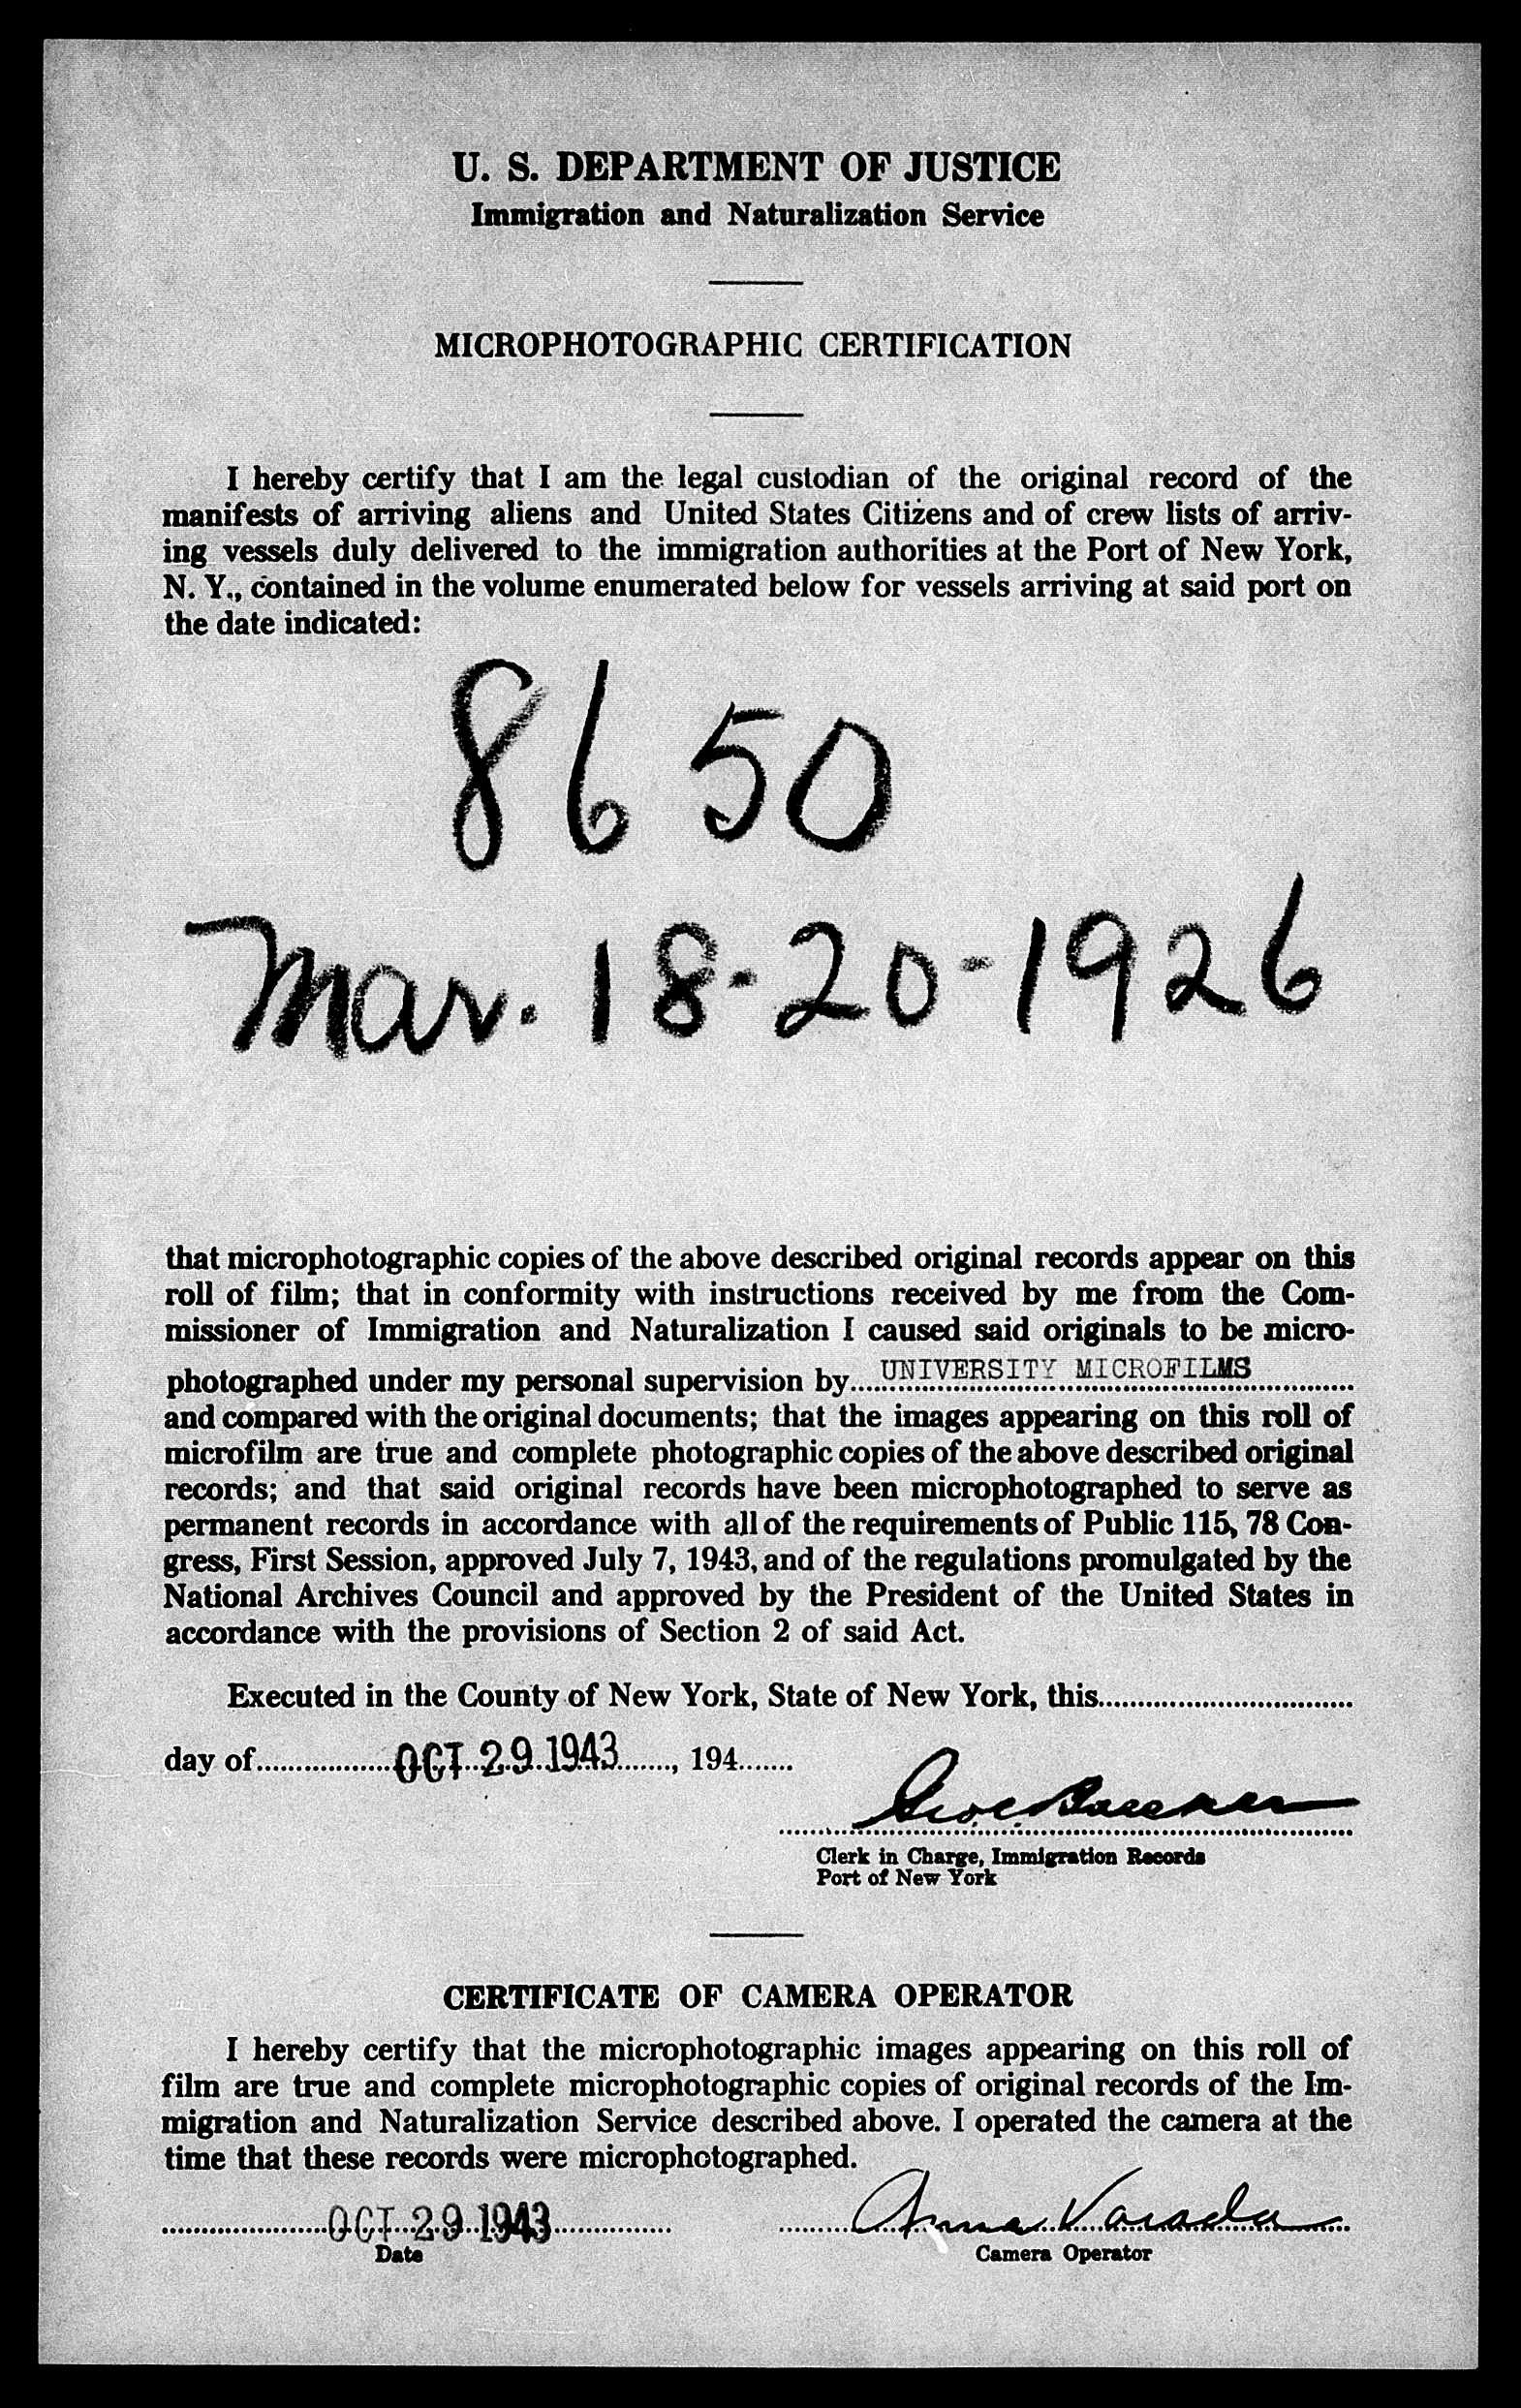 U. S. DEPARTMENT OF JUSTICE
Immigration and Naturalization Service
MICROPHOTOGRAPHIC CERTIFICATION
I hereby certify that I am the legal custodian of the original record of the
manifests of arriving aliens and United States Citizens and of crew lists of arriv-
ing vessels duly delivered to the immigration authorities at the Port of New York,
N. Y., contained in the volume enumerated below for vessels arriving at said port on
the date indicated:
8650
Mar. 18-20-1926
that microphotographic copies of the above described original records appear on this
roll of film; that in conformity with instructions received by me from the Com-
missioner of Immigration and Naturalization I caused said originals to be micro-
photographed under my personal supervision by UNIVERSITY MICROFILMS
and compared with the original documents; that the images appearing on this roll of
microfilm are true and complete photographic copies of the above described original
records; and that said original records have been microphotographed to serve as
permanent records in accordance with all of the requirements of Public 115, 78 Con-
gress, First Session, approved July 7, 1943, and of the regulations promulgated by the
National Archives Council and approved by the President of the United States in
accordance with the provisions of Section 2 of said Act.
Executed in the County of New York, State of New York, this
day of OCT 29 1943, 194
Clerk in Charge, Immigration Records
Port of New York
CERTIFICATE OF CAMERA OPERATOR
I hereby certify that the microphotographic images appearing on this roll of
film are true and complete microphotographic copies of original records of the Im-
migration and Naturalization Service described above. I operated the camera at the
time that these records were microphotographed.
OCT 29 1943 Anna
Date
Camera Operator